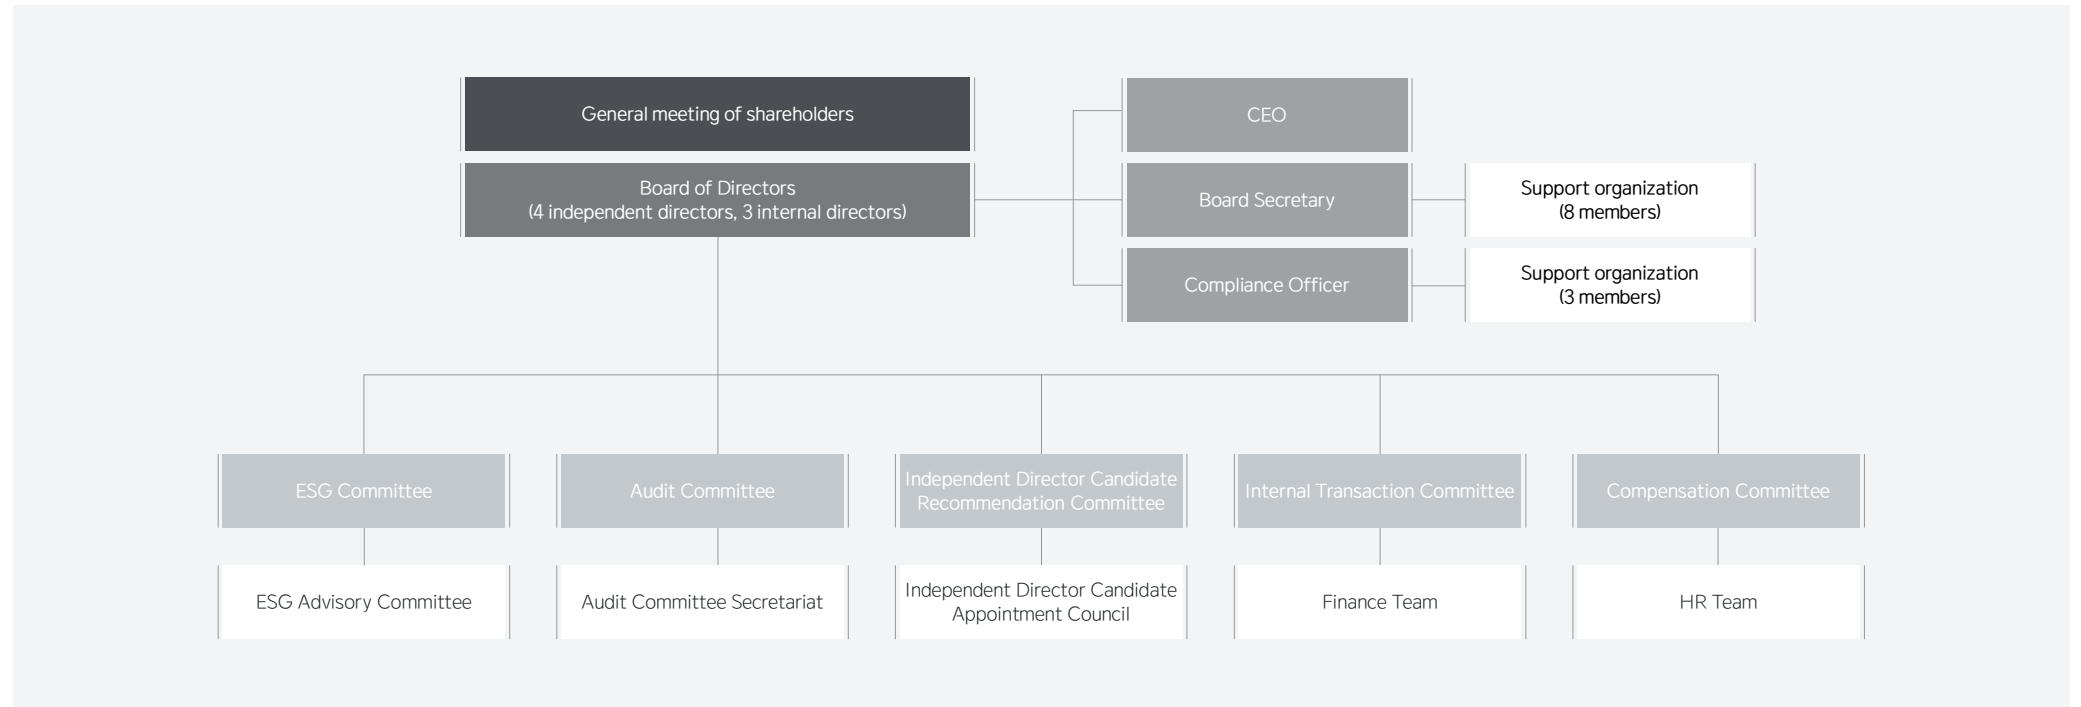 General meeting of shareholders
Board of Directors
(4 independent directors, 3 internal directors)
CEO
Board Secretary
Support organization
(8 members)
Compliance Officer
Support organization
(3 members)
ESG Committee
Audit Committee
Independent Director Candidate
Recommendation Committee
Internal Transaction Committee
Compensation Committee
ESG Advisory Committee
Audit Committee Secretariat
Independent Director Candidate
Appointment Council
Finance Team
HR Team